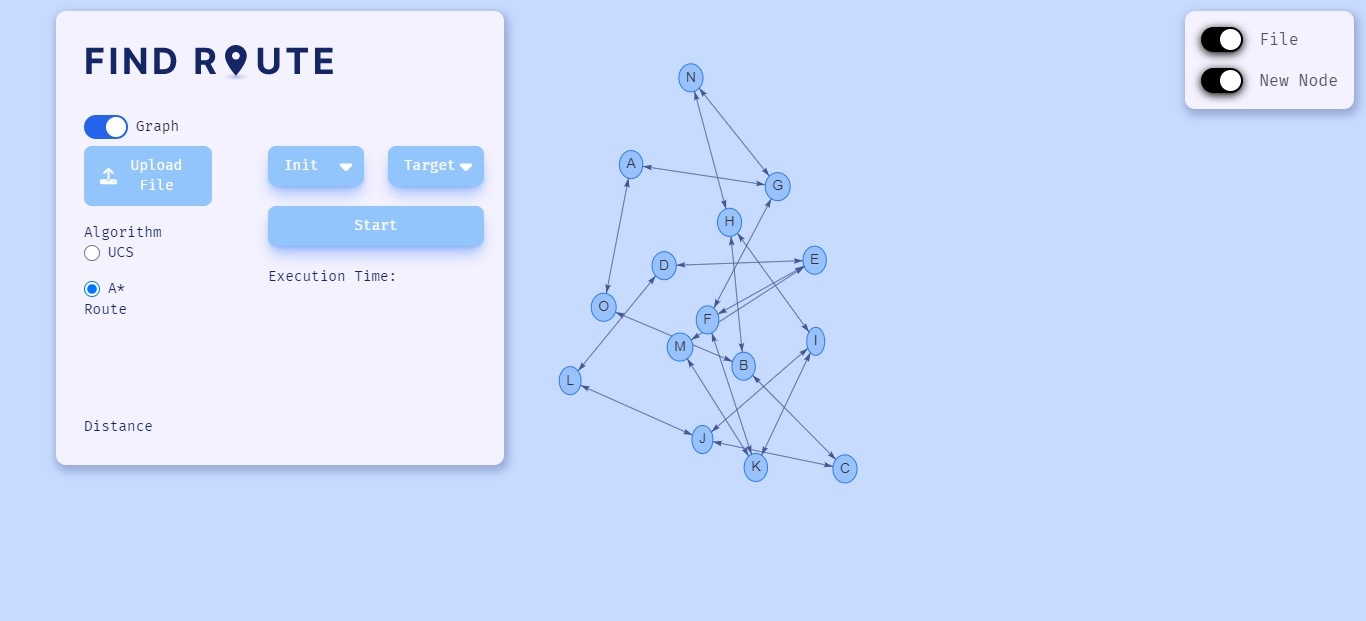 FIND ROUTE
Graph
Upload
File
Init
Target
Start
Algorithm
UCS
Execution Time:
A*
Route
Distance
File
New Node
N
A
G
H
D
E
O
F
M
I
B
L
J
K
C